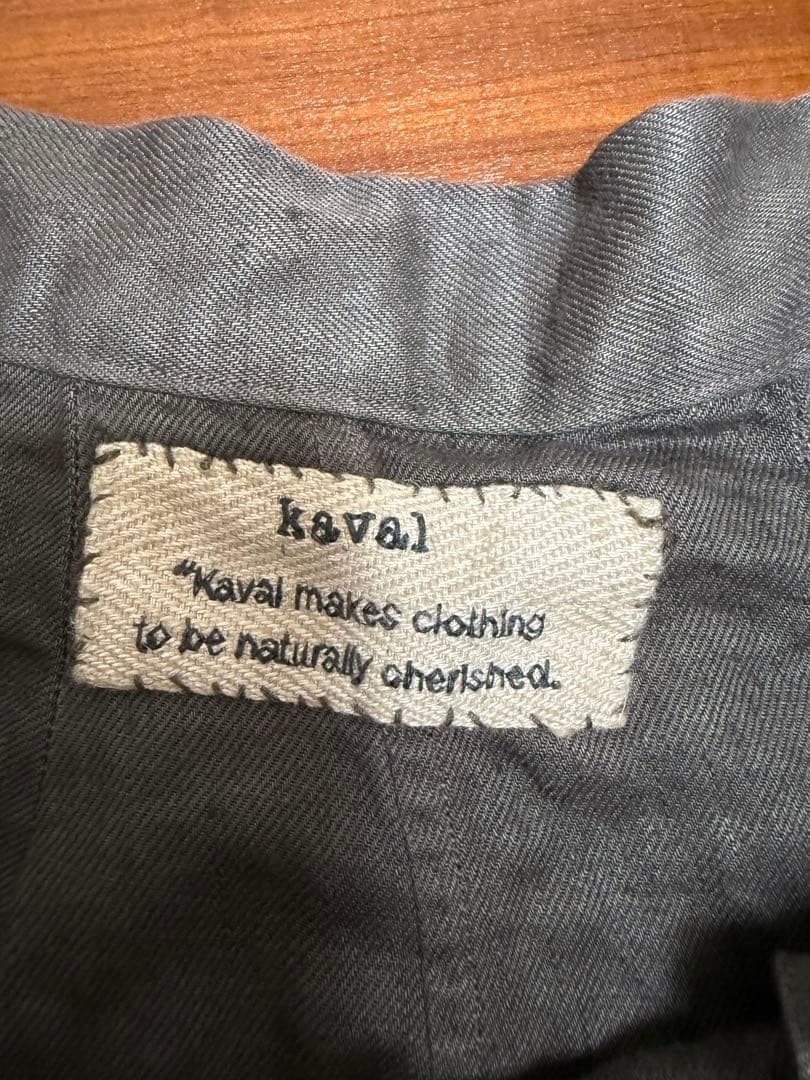 kaval
"Kaval makes clothing
to be naturally cherished.